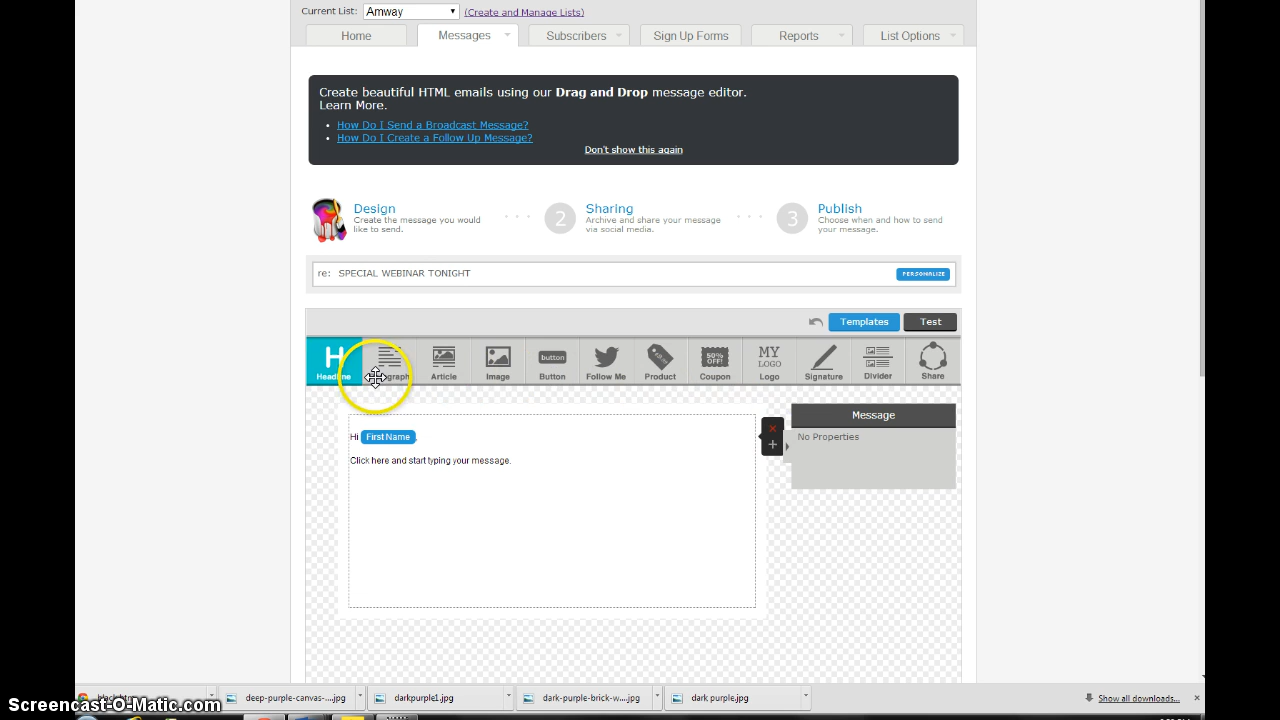 Current List: Amway (Create and Manage Lists)
Home Messages Subscribers Sign Up Forms Reports List Options
Create beautiful HTML emails using our Drag and Drop message editor.
Learn More.
• How Do I Send a Broadcast Message?
• How Do I Create a Follow Up Message?
Don't show this again
Design
Create the message you would
like to send.
2 Sharing
Archive and share your message
via social media.
3 Publish
Choose when and how to send
your message.
re: SPECIAL WEBINAR TONIGHT PERSONALIZE
Templates Test
H
Headline
Article
Image
button
Button
Follow Me
Product
50% OFF!
Coupon
MY LOGO
Logo
Signature
Divider
Share
Message
No Properties
Hi First Name
Click here and start typing your message.
deep-purple-canvas-....jpg darkpurple1.jpg dark-purple-brick-w....jpg dark purple.jpg Show all downloads...
Screencast-O-Matic.com